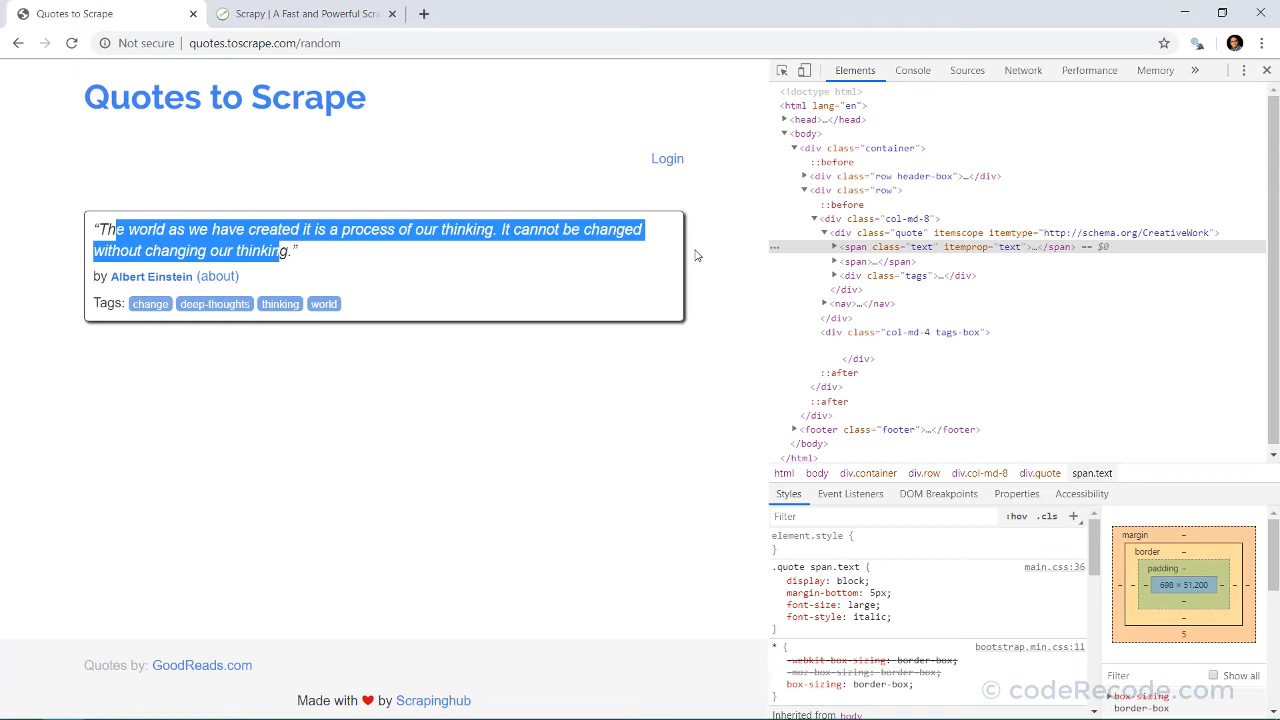 Quotes to Scrape
Scrapy | A Fast and Powerful Scra
Not secure | quotes.toscrape.com/random
Quotes to Scrape
Login
“The world as we have created it is a process of our thinking. It cannot be changed
without changing our thinking.”
by Albert Einstein (about)
Tags: change deep-thoughts thinking world
Quotes by: GoodReads.com
Made with ❤ by Scrapinghub
Elements Console Sources Network Performance Memory »
<!doctype html>
<html lang="en">
<head>…</head>
<body>
<div class="container">
::before
<div class="row header-box">…</div>
<div class="row">
::before
<div class="col-md-8">
<div class="quote" itemscope itemtype="http://schema.org/CreativeWork">
… <span class="text" itemprop="text">…</span> == $0
<span>…</span>
<div class="tags">…</div>
</div>
<nav>…</nav>
</div>
<div class="col-md-4 tags-box">
</div>
::after
</div>
::after
</div>
<footer class="footer">…</footer>
</body>
</html>
html body div.container div.row div.col-md-8 div.quote span.text
Styles Event Listeners DOM Breakpoints Properties Accessibility
Filter :hov .cls +
element.style {
}
.quote span.text { main.css:36
display: block;
margin-bottom: 5px;
font-size: large;
font-style: italic;
}
* { bootstrap.min.css:11
-webkit-box-sizing: border-box;
-moz-box-sizing: border-box;
box-sizing: border-box;
}
Inherited from body
margin –
border –
padding –
– – – 698 × 51.200 – – –
–
–
5
Filter Show all
box-sizing
border-box
© codeRecode.com